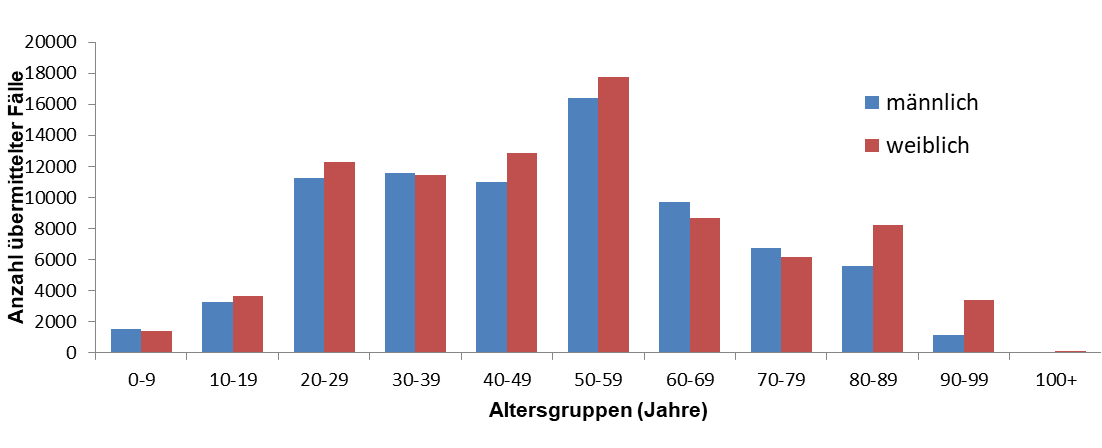 Anzahl übermittelter Fälle
20000
18000
16000
14000
12000
10000
8000
6000
4000
2000
0
männlich
weiblich
0-9 10-19 20-29 30-39 40-49 50-59 60-69 70-79 80-89 90-99 100+
Altersgruppen (Jahre)